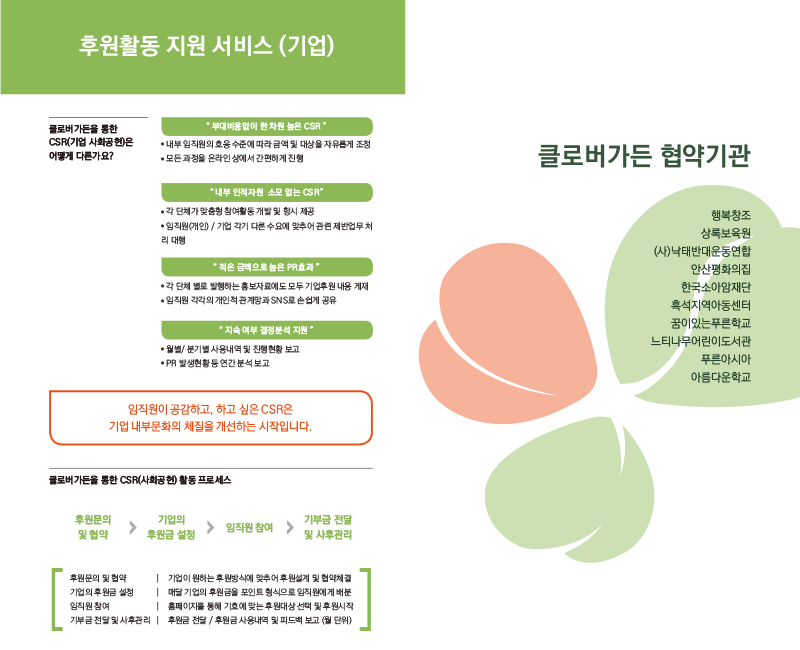 후원활동 지원 서비스 (기업)
클로버가든을 통한
CSR(기업 사회공헌)은
어떻게 다른가요?
“ 부대비용없이 한 차원 높은 CSR ”
• 내부 임직원의 호응 수준에 따라 금액 및 대상을 자유롭게 조정
• 모든 과정을 온라인 상에서 간편하게 진행
“ 내부 인적자원 소모 없는 CSR”
• 각 단체가 맞춤형 참여활동 개발 및 항시 제공
• 임직원(개인) / 기업 각기 다른 수요에 맞추어 관련 제반업무 처
리 대행
“ 적은 금액으로 높은 PR효과 ”
• 각 단체 별로 발행하는 홍보자료에도 모두 기업후원 내용 게재
• 임직원 각각의 개인적 관계망과 SNS로 손쉽게 공유
“ 지속 여부 결정분석 지원 ”
• 월별/ 분기별 사용내역 및 진행현황 보고
• PR 발생현황 등 연간 분석 보고
임직원이 공감하고, 하고 싶은 CSR은
기업 내부문화의 체질을 개선하는 시작입니다.
클로버가든을 통한 CSR(사회공헌) 활동 프로세스
후원문의
및 협약
기업의
후원금 설정
임직원 참여
기부금 전달
및 사후관리
후원문의 및 협약 | 기업이 원하는 후원방식에 맞추어 후원설계 및 협약체결
기업의 후원금 설정 | 매달 기업의 후원금을 포인트 형식으로 임직원에게 배분
임직원 참여 | 홈페이지를 통해 기호에 맞는 후원대상 선택 및 후원시작
기부금 전달 및 사후관리 | 후원금 전달 / 후원금 사용내역 및 피드백 보고 (월 단위)
클로버가든 협약기관
행복창조
상록보육원
(사)낙태반대운동연합
안산평화의집
한국소아암재단
흑석지역아동센터
꿈이있는푸른학교
느티나무어린이도서관
푸른아시아
아름다운학교